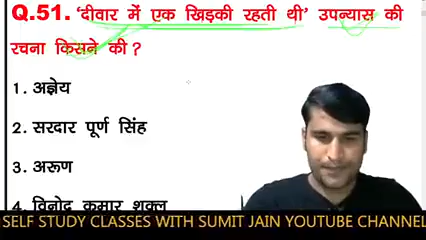 Q.51. 'दीवार में एक खिड़की रहती थी' उपन्यास की
रचना किसने की ?
1. अज्ञेय
2. सरदार पूर्ण सिंह
3. अरूण
4. विनोद कुमार शुक्ल
SELF STUDY CLASSES WITH SUMIT JAIN YOUTUBE CHANNEL